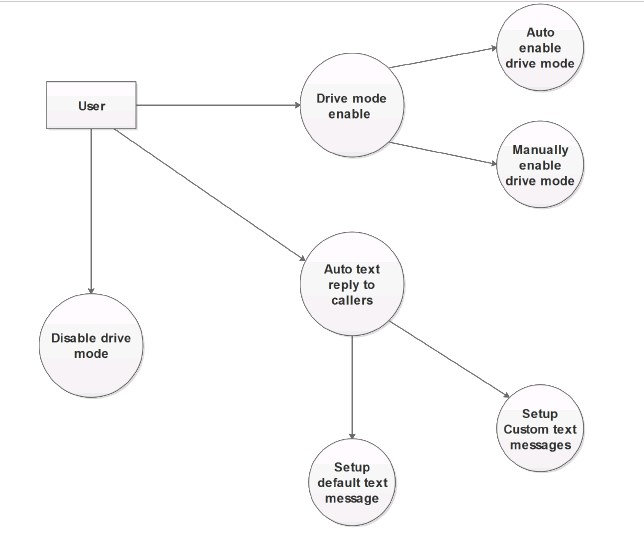 Auto
enable
drive mode
User
Drive mode
enable
Manually
enable
drive mode
Auto text
reply to
callers
Disable drive
mode
Setup
Custom text
messages
Setup
default text
message